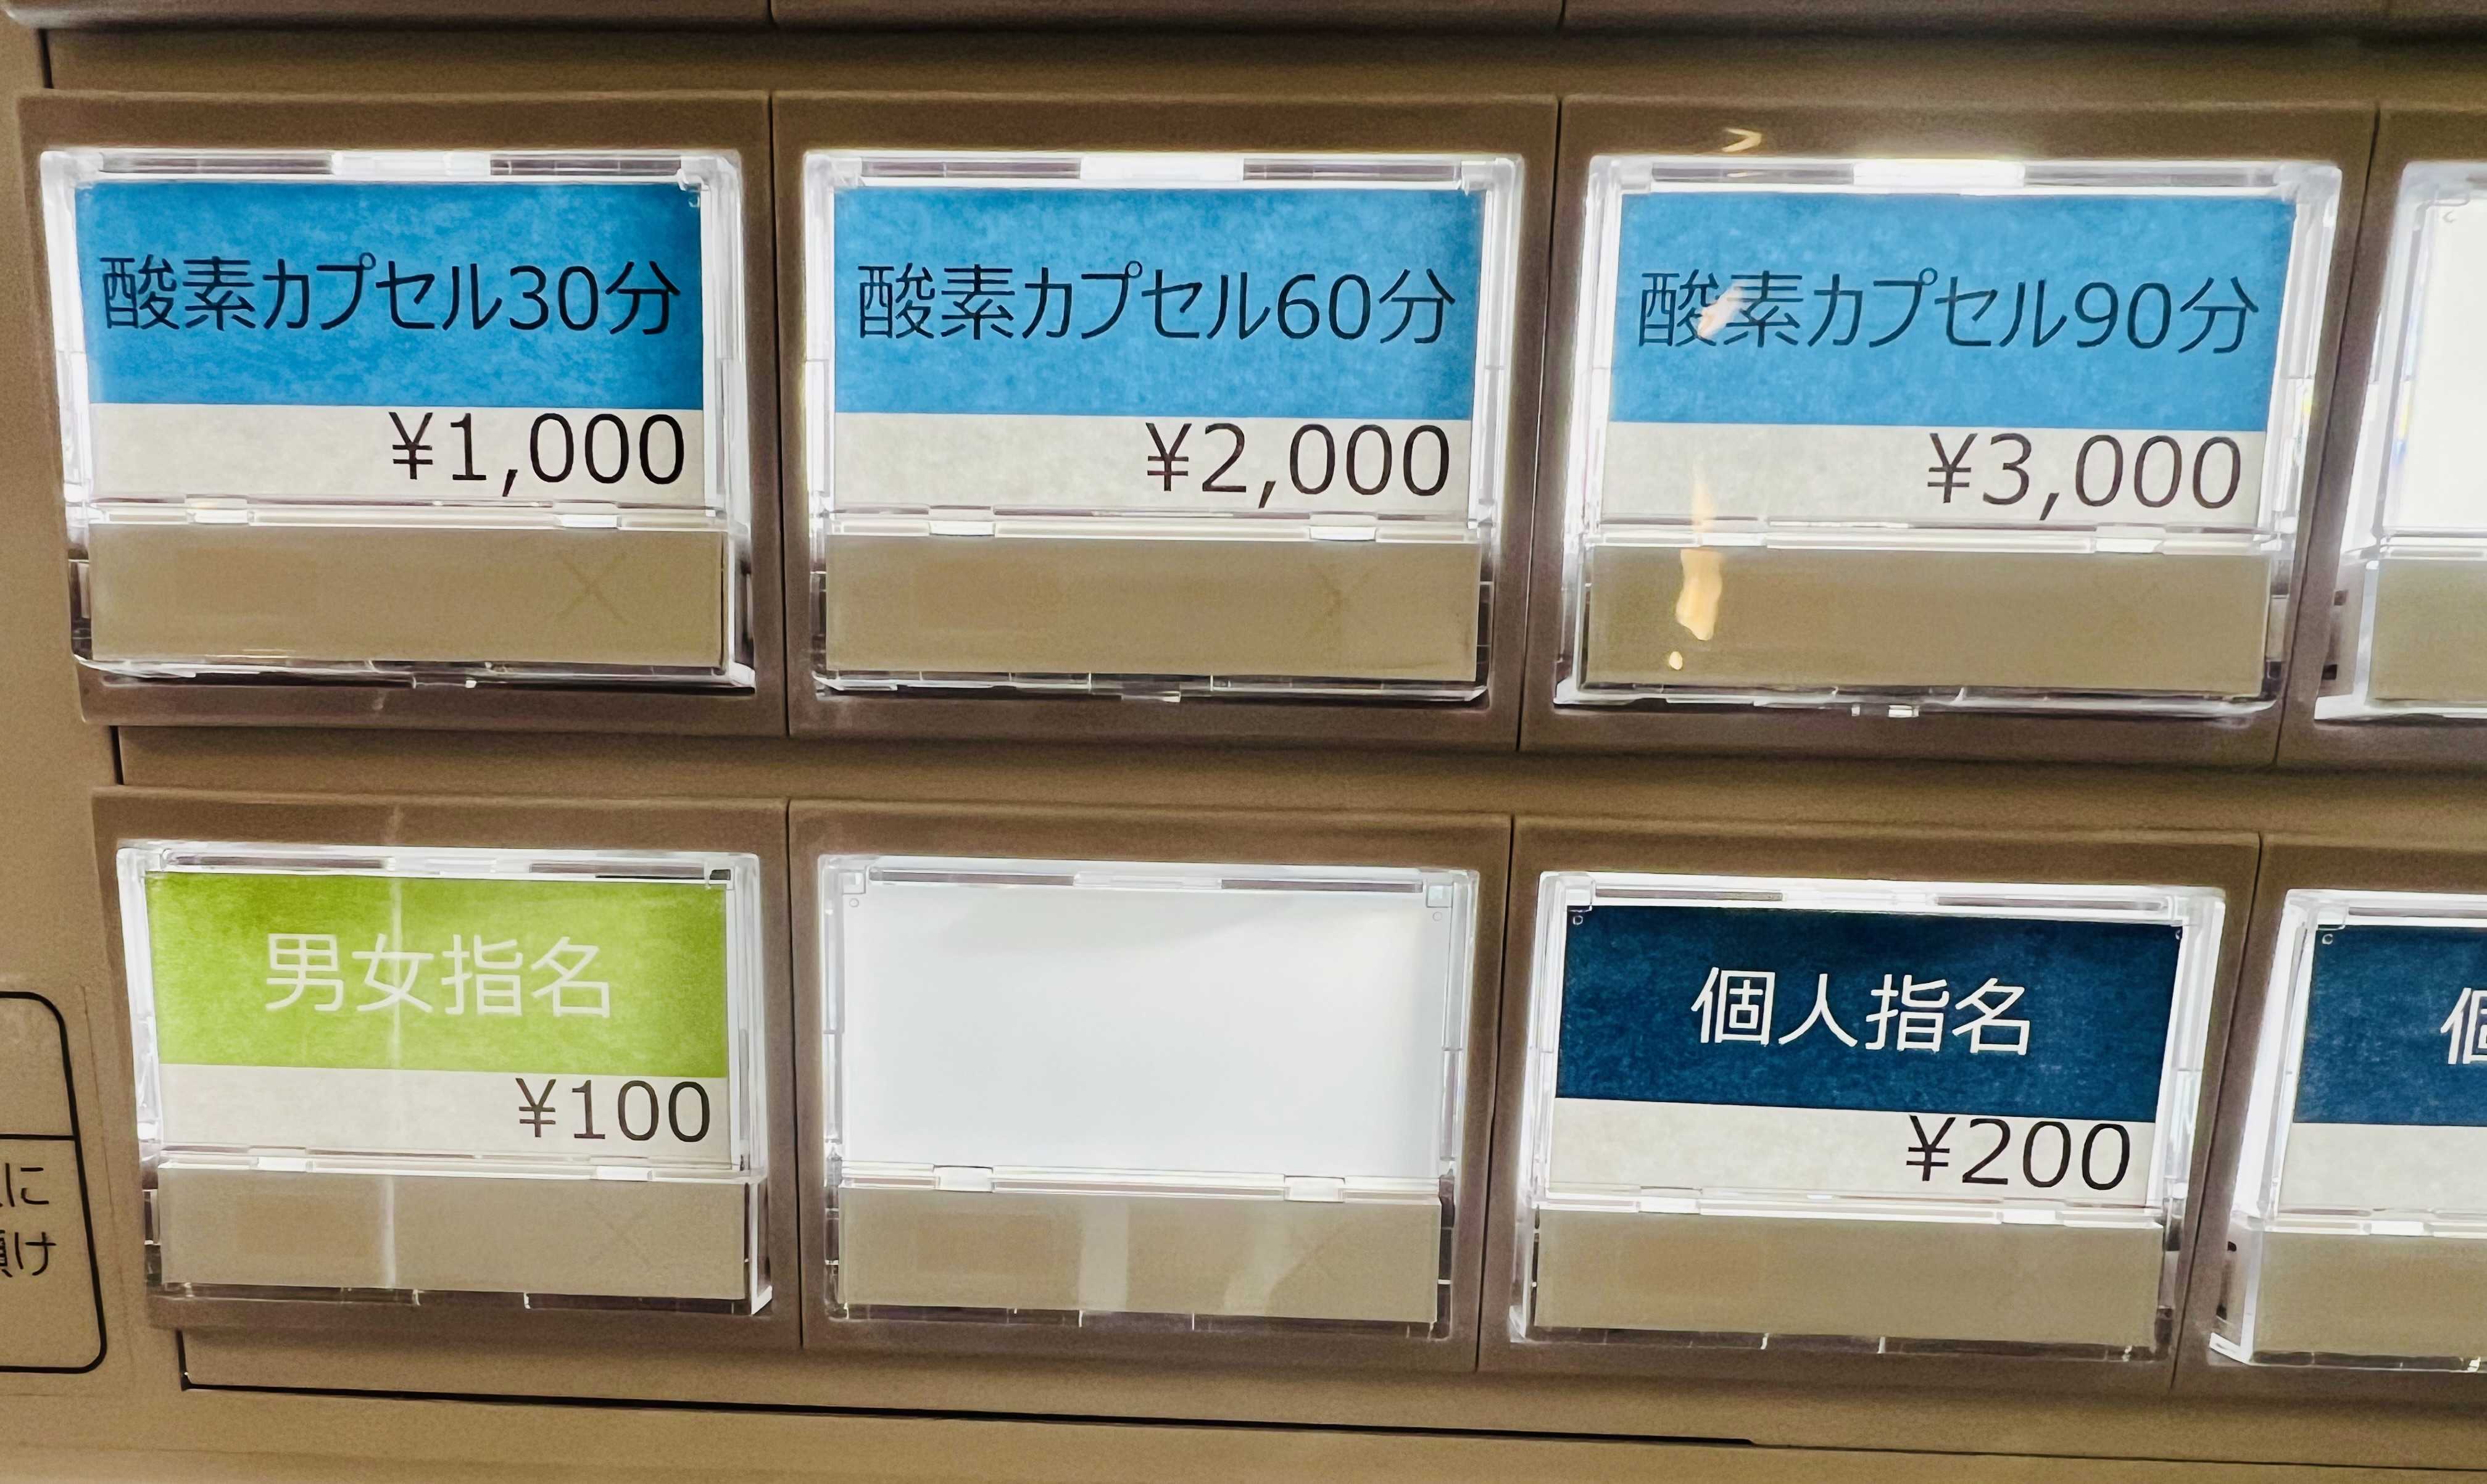 酸素カプセル30分
¥1,000
酸素カプセル60分
¥2,000
酸素カプセル90分
¥3,000
男女指名
¥100
個人指名
¥200
に
け